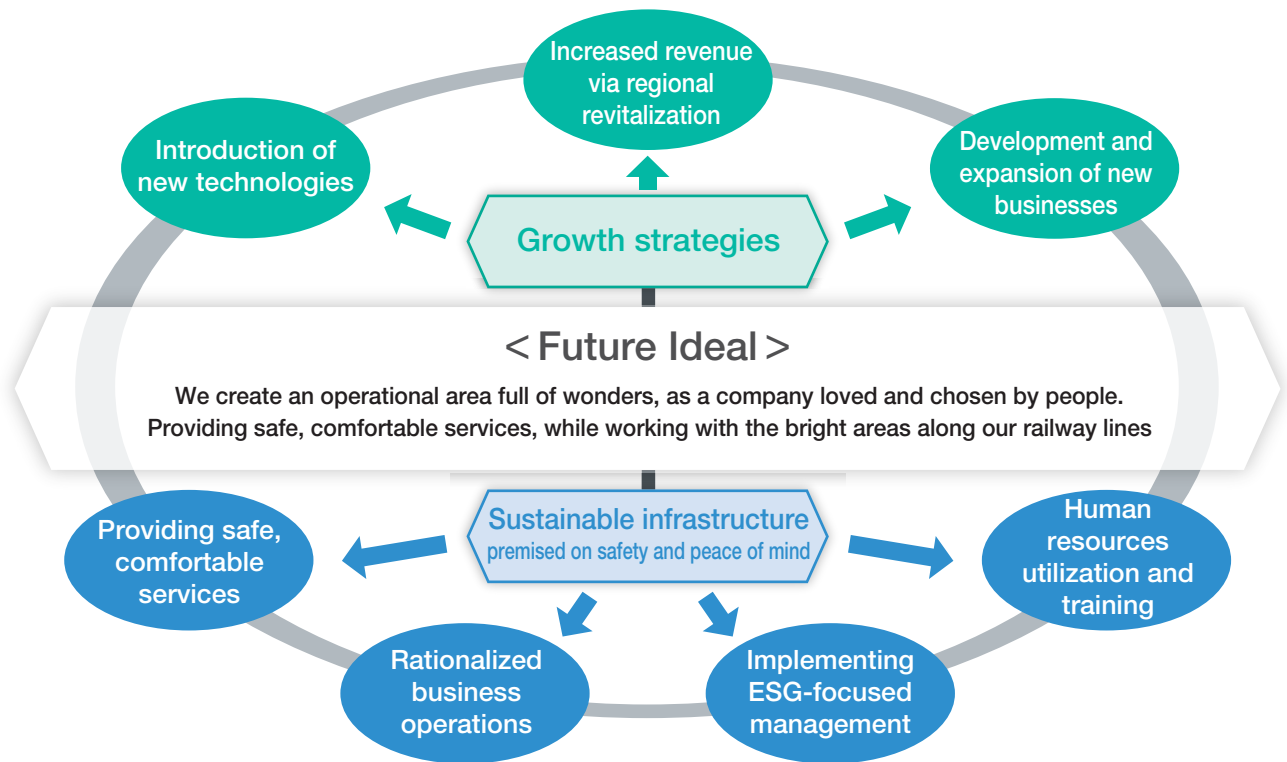 Increased revenue
via regional
revitalization
Introduction of
new technologies
Development and
expansion of new
businesses
Growth strategies
<Future Ideal>
We create an operational area full of wonders, as a company loved and chosen by people.
Providing safe, comfortable services, while working with the bright areas along our railway lines
Sustainable infrastructure
premised on safety and peace of mind
Providing safe,
comfortable
services
Human
resources
utilization and
training
Rationalized
business
operations
Implementing
ESG-focused
management